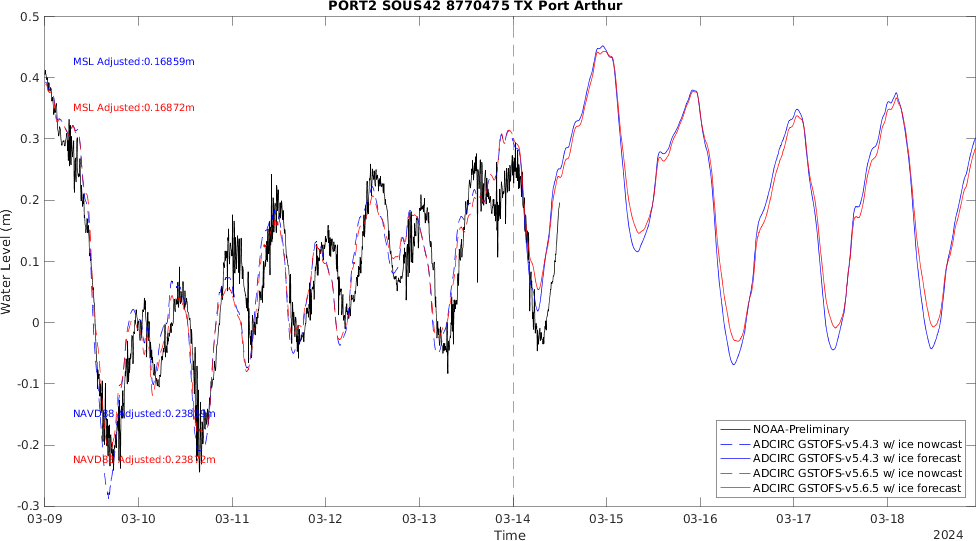 PORT2 SOUS42 8770475 TX Port Arthur
Water Level (m)
0.5
0.4
0.3
0.2
0.1
0
-0.1
-0.2
-0.3
MSL Adjusted:0.16859m
MSL Adjusted:0.16872m
NAVD88 Adjusted:
NAVD88 Adjusted:
NOAA-Preliminary
ADCIRC GSTOFS-v5.4.3 w/ ice nowcast
ADCIRC GSTOFS-v5.4.3 w/ ice forecast
ADCIRC GSTOFS-v5.6.5 w/ ice nowcast
ADCIRC GSTOFS-v5.6.5 w/ ice forecast
03-09 03-10 03-11 03-12 03-13 03-14 03-15 03-16 03-17 03-18
Time
2024